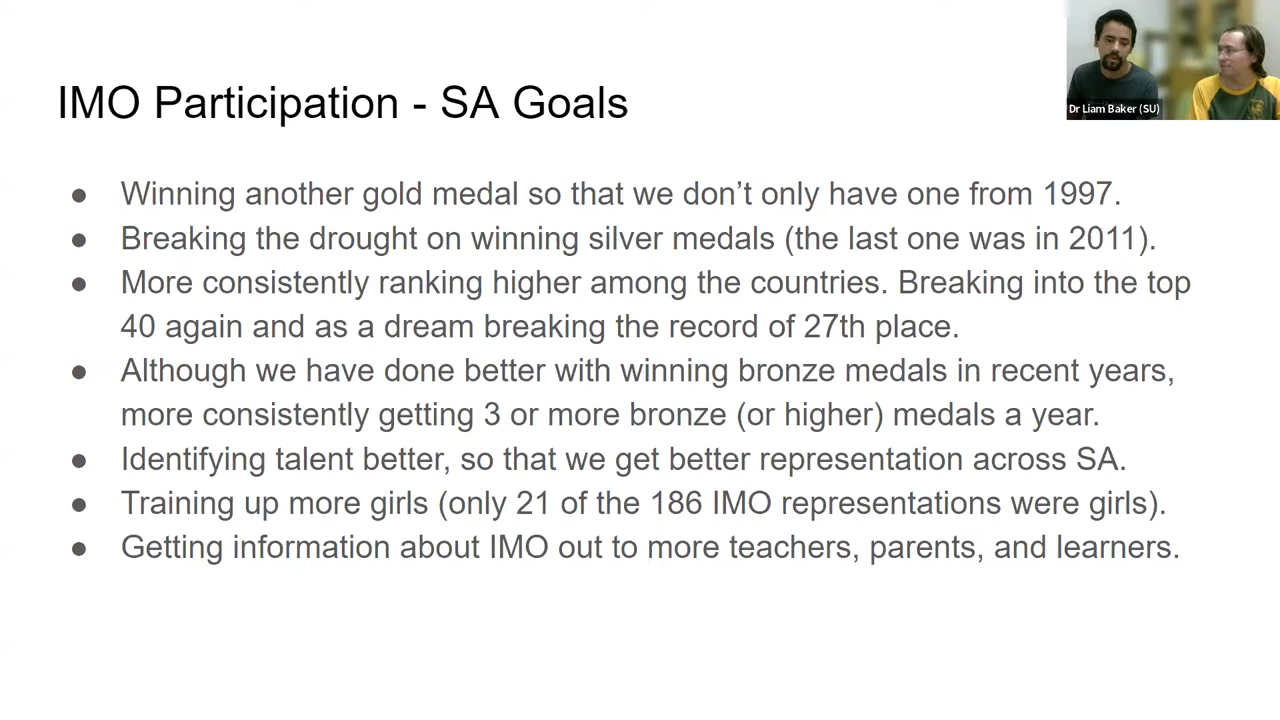 IMO Participation - SA Goals
Dr Liam Baker (SU)
● Winning another gold medal so that we don’t only have one from 1997.
● Breaking the drought on winning silver medals (the last one was in 2011).
● More consistently ranking higher among the countries. Breaking into the top
40 again and as a dream breaking the record of 27th place.
● Although we have done better with winning bronze medals in recent years,
more consistently getting 3 or more bronze (or higher) medals a year.
● Identifying talent better, so that we get better representation across SA.
● Training up more girls (only 21 of the 186 IMO representations were girls).
● Getting information about IMO out to more teachers, parents, and learners.